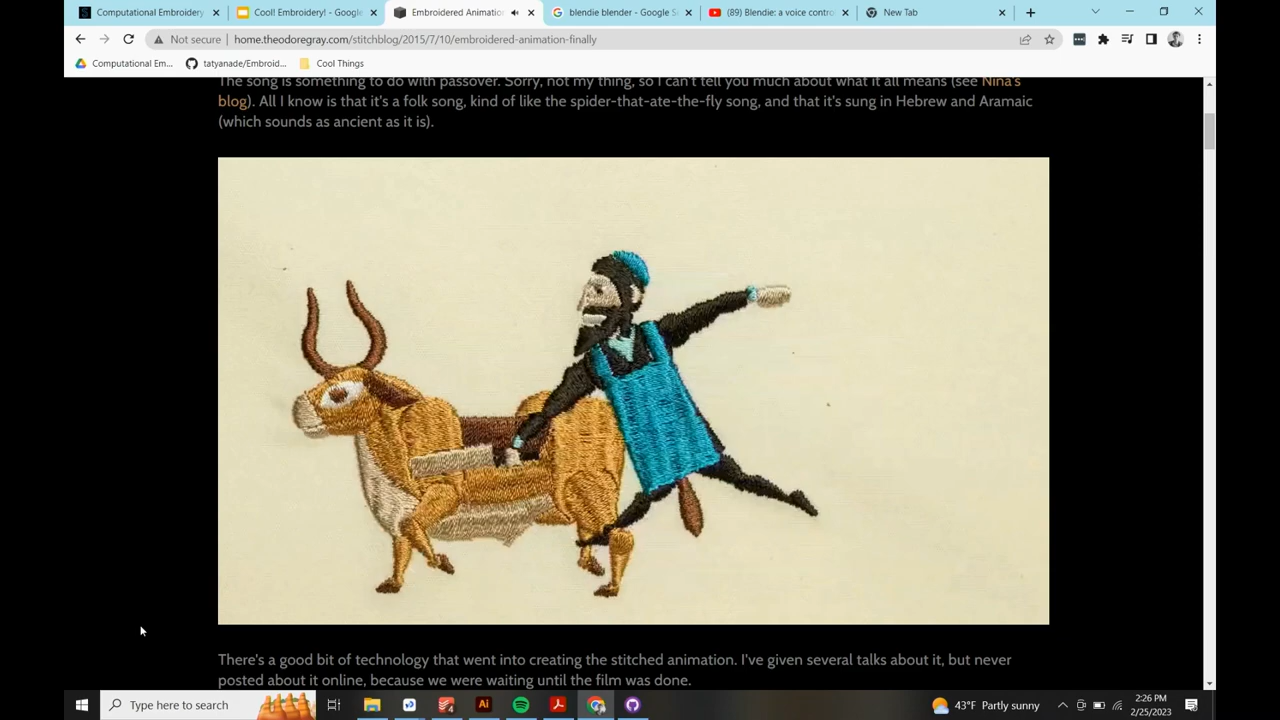 Computational Embroidery
Cool! Embroidery! - Google
Embroidered Animatio
blendie blender - Google S
(89) Blendie: a voice contro
New Tab
Not secure
home.theodoregray.com/stitchblog/2015/7/10/embroidered-animation-finally
Computational Em...
tatyanade/Embroid...
Cool Things
The song is something to do with passover. Sorry, not my thing, so I can't tell you much about what it all means (see Nina's
blog). All I know is that it's a folk song, kind of like the spider-that-ate-the-fly song, and that it's sung in Hebrew and Aramaic
(which sounds as ancient as it is).
There's a good bit of technology that went into creating the stitched animation. I've given several talks about it, but never
posted about it online, because we were waiting until the film was done.
Type here to search
Ai
43°F Partly sunny
2:26 PM
2/25/2023